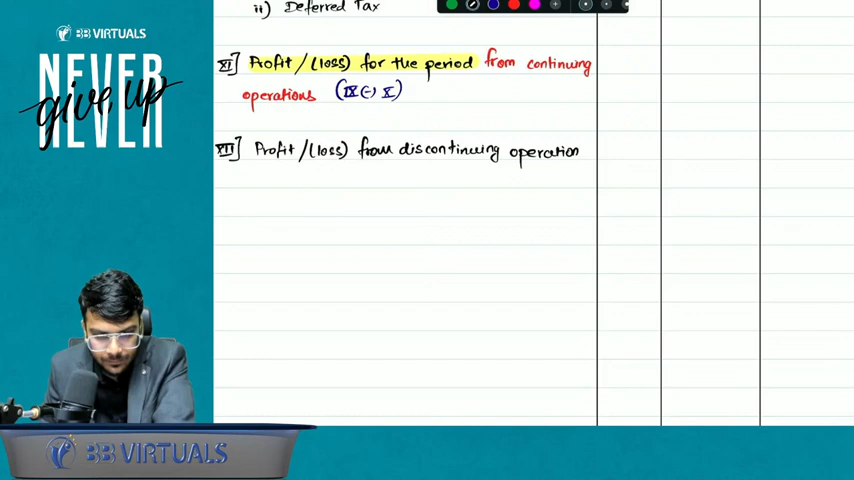 BB VIRTUALS
NEVER
give up
NEVER
ii) Deferred Tax
XI] Profit/(loss) for the period from continuing
operations (IX (-) X)
XII] Profit/(loss) from discontinuing operation
BB VIRTUALS